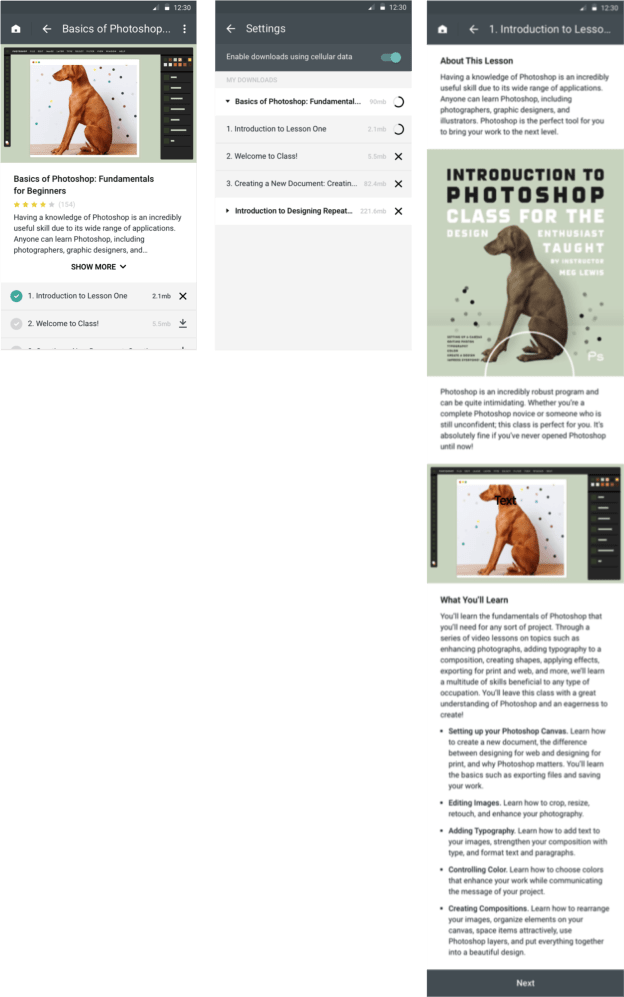 12:30
Basics of Photoshop...
Basics of Photoshop: Fundamentals
for Beginners
(154)
Having a knowledge of Photoshop is an incredibly
useful skill due to its wide range of applications.
Anyone can learn Photoshop, including
photographers, graphic designers, and...
SHOW MORE
1. Introduction to Lesson One 2.1mb
2. Welcome to Class! 5.5mb
12:30
Settings
Enable downloads using cellular data
MY DOWNLOADS
Basics of Photoshop: Fundamental... 90mb
1. Introduction to Lesson One 2.1mb
2. Welcome to Class! 5.5mb
3. Creating a New Document: Creatin... 82.4mb
Introduction to Designing Repeat... 221.6mb
12:30
1. Introduction to Lesso...
About This Lesson
Having a knowledge of Photoshop is an incredibly
useful skill due to its wide range of applications.
Anyone can learn Photoshop, including
photographers, graphic designers, and
illustrators. Photoshop is the perfect tool for you
to bring your work to the next level.
INTRODUCTION TO
PHOTOSHOP
CLASS FOR THE
DESIGN ENTHUSIAST
TAUGHT
BY INSTRUCTOR
MEG LEWIS
Ps
Photoshop is an incredibly robust program and
can be quite intimidating. Whether you're a
complete Photoshop novice or someone who is
still unconfident; this class is perfect for you. It's
absolutely fine if you've never opened Photoshop
until now!
Text
What You'll Learn
You'll learn the fundamentals of Photoshop that
you'll need for any sort of project. Through a
series of video lessons on topics such as
enhancing photographs, adding typography to a
composition, creating shapes, applying effects,
exporting for print and web, and more, we'll learn
a multitude of skills beneficial to any type of
occupation. You'll leave this class with a great
understanding of Photoshop and an eagerness to
create!
• Setting up your Photoshop Canvas. Learn how
to create a new document, the difference
between designing for web and designing for
print, and why Photoshop matters. You'll learn
the basics such as exporting files and saving
your work.
• Editing Images. Learn how to crop, resize,
retouch, and enhance your photography.
• Adding Typography. Learn how to add text to
your images, strengthen your composition with
type, and format text and paragraphs.
• Controlling Color. Learn how to choose colors
that enhance your work while communicating
the message of your project.
• Creating Compositions. Learn how to rearrange
your images, organize elements on your
canvas, space items attractively, use
Photoshop layers, and put everything together
into a beautiful design.
Next